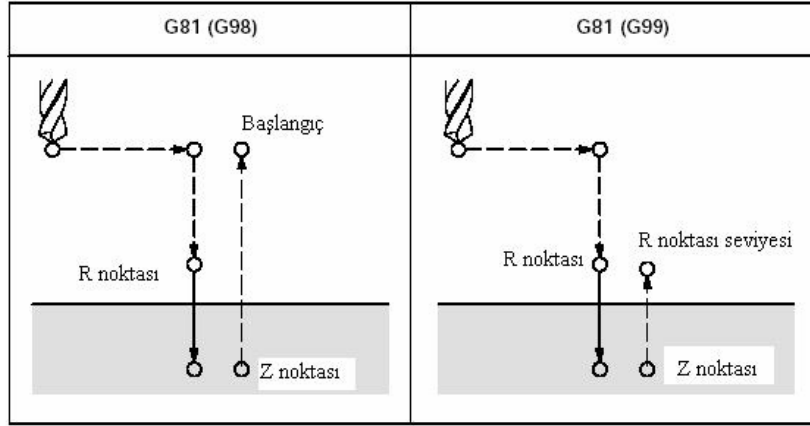 G81 (G98)
G81 (G99)
Başlangıç
R noktası
Z noktası
R noktası seviyesi
R noktası
Z noktası